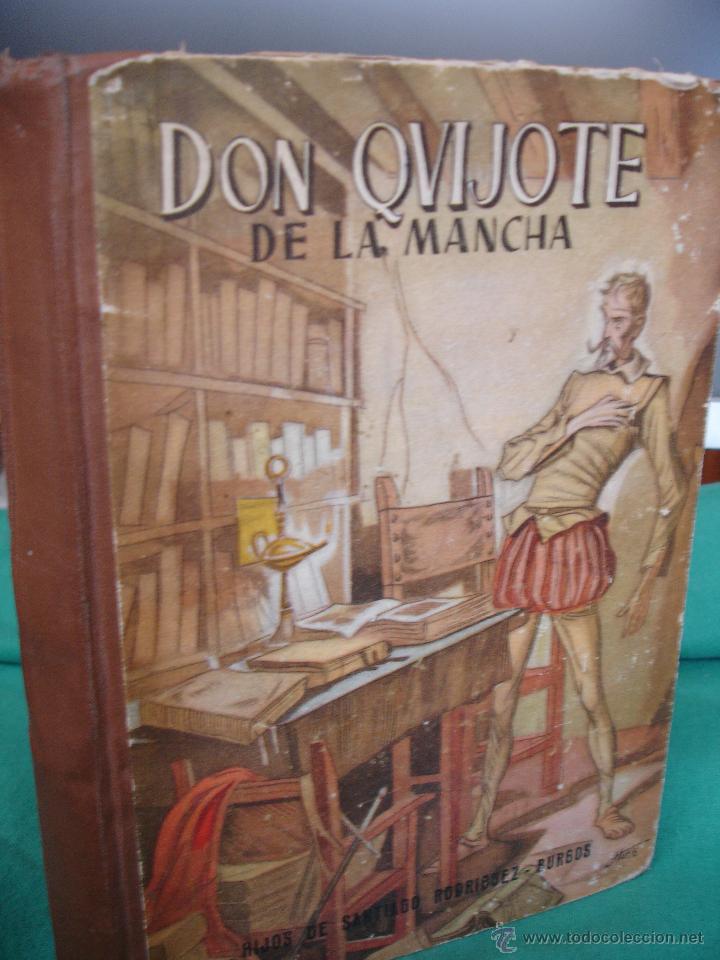 DON QVIJOTE
DE LA MANCHA
HIJOS DE SANTIAGO RODRIGUEZ - BURGOS
© www.todocoleccion.net